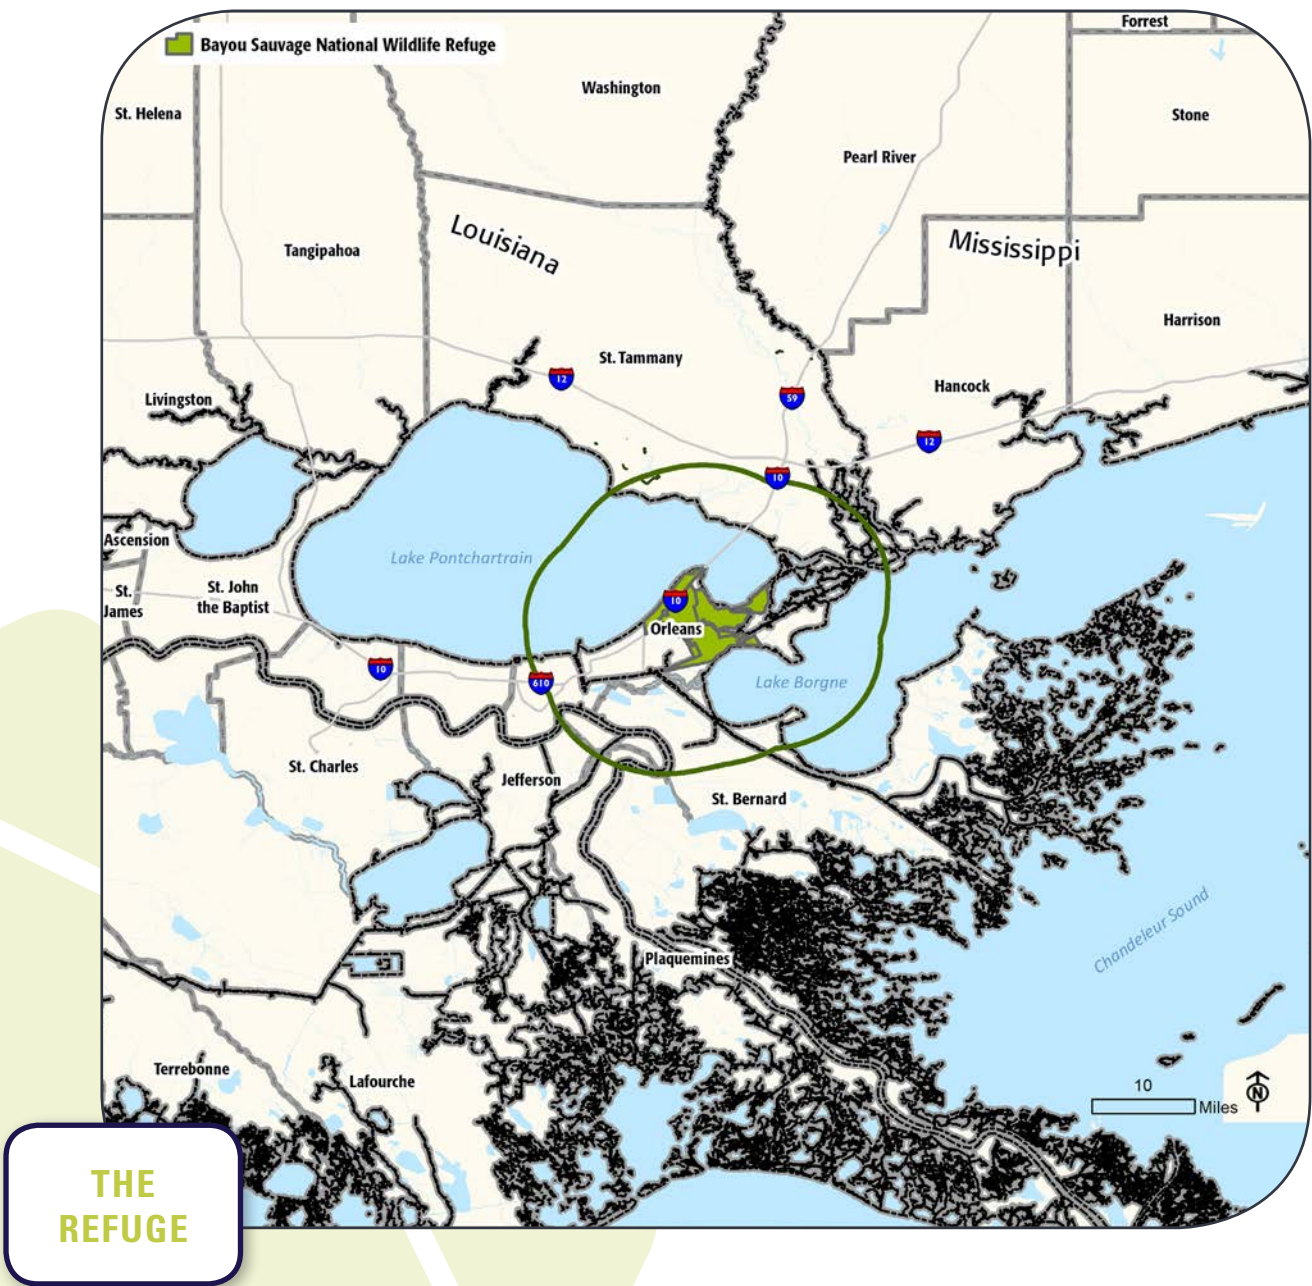 Forrest
Bayou Sauvage National Wildlife Refuge
Washington
St. Helena
Stone
Pearl River
Louisiana
Mississippi
Tangipahoa
Harrison
St. Tammany
12
59
Hancock
Livingston
12
10
Ascension
Lake Pontchartrain
St.
James
St. John
the Baptist
10
Orleans
10
610
Lake Borgne
St. Charles
Jefferson
St. Bernard
Chandeleur Sound
Plaquemines
Terrebonne
Lafourche
10
Miles
N
THE
REFUGE